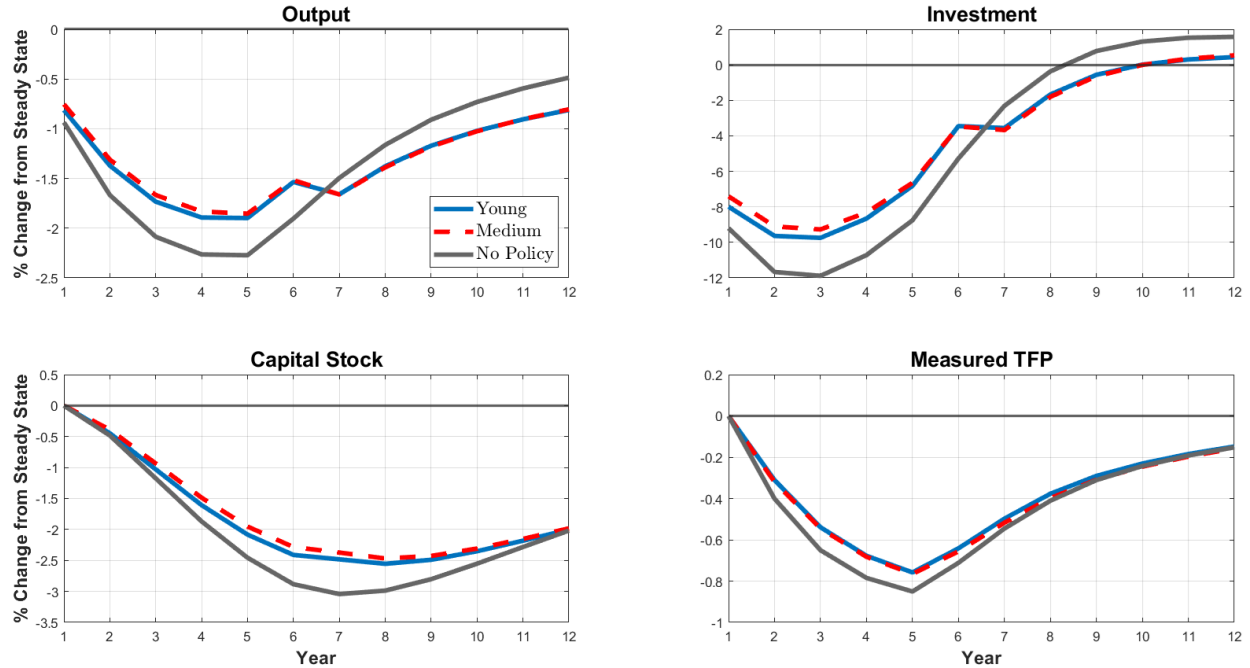 Output
% Change from Steady State
0
-0.5
-1
-1.5
-2
-2.5
1 2 3 4 5 6 7 8 9 10 11 12
Young
Medium
No Policy
Investment
2
0
-2
-4
-6
-8
-10
-12
1 2 3 4 5 6 7 8 9 10 11 12
Capital Stock
% Change from Steady State
0.5
0
-0.5
-1
-1.5
-2
-2.5
-3
-3.5
1 2 3 4 5 6 7 8 9 10 11 12
Year
Measured TFP
0.2
0
-0.2
-0.4
-0.6
-0.8
-1
1 2 3 4 5 6 7 8 9 10 11 12
Year